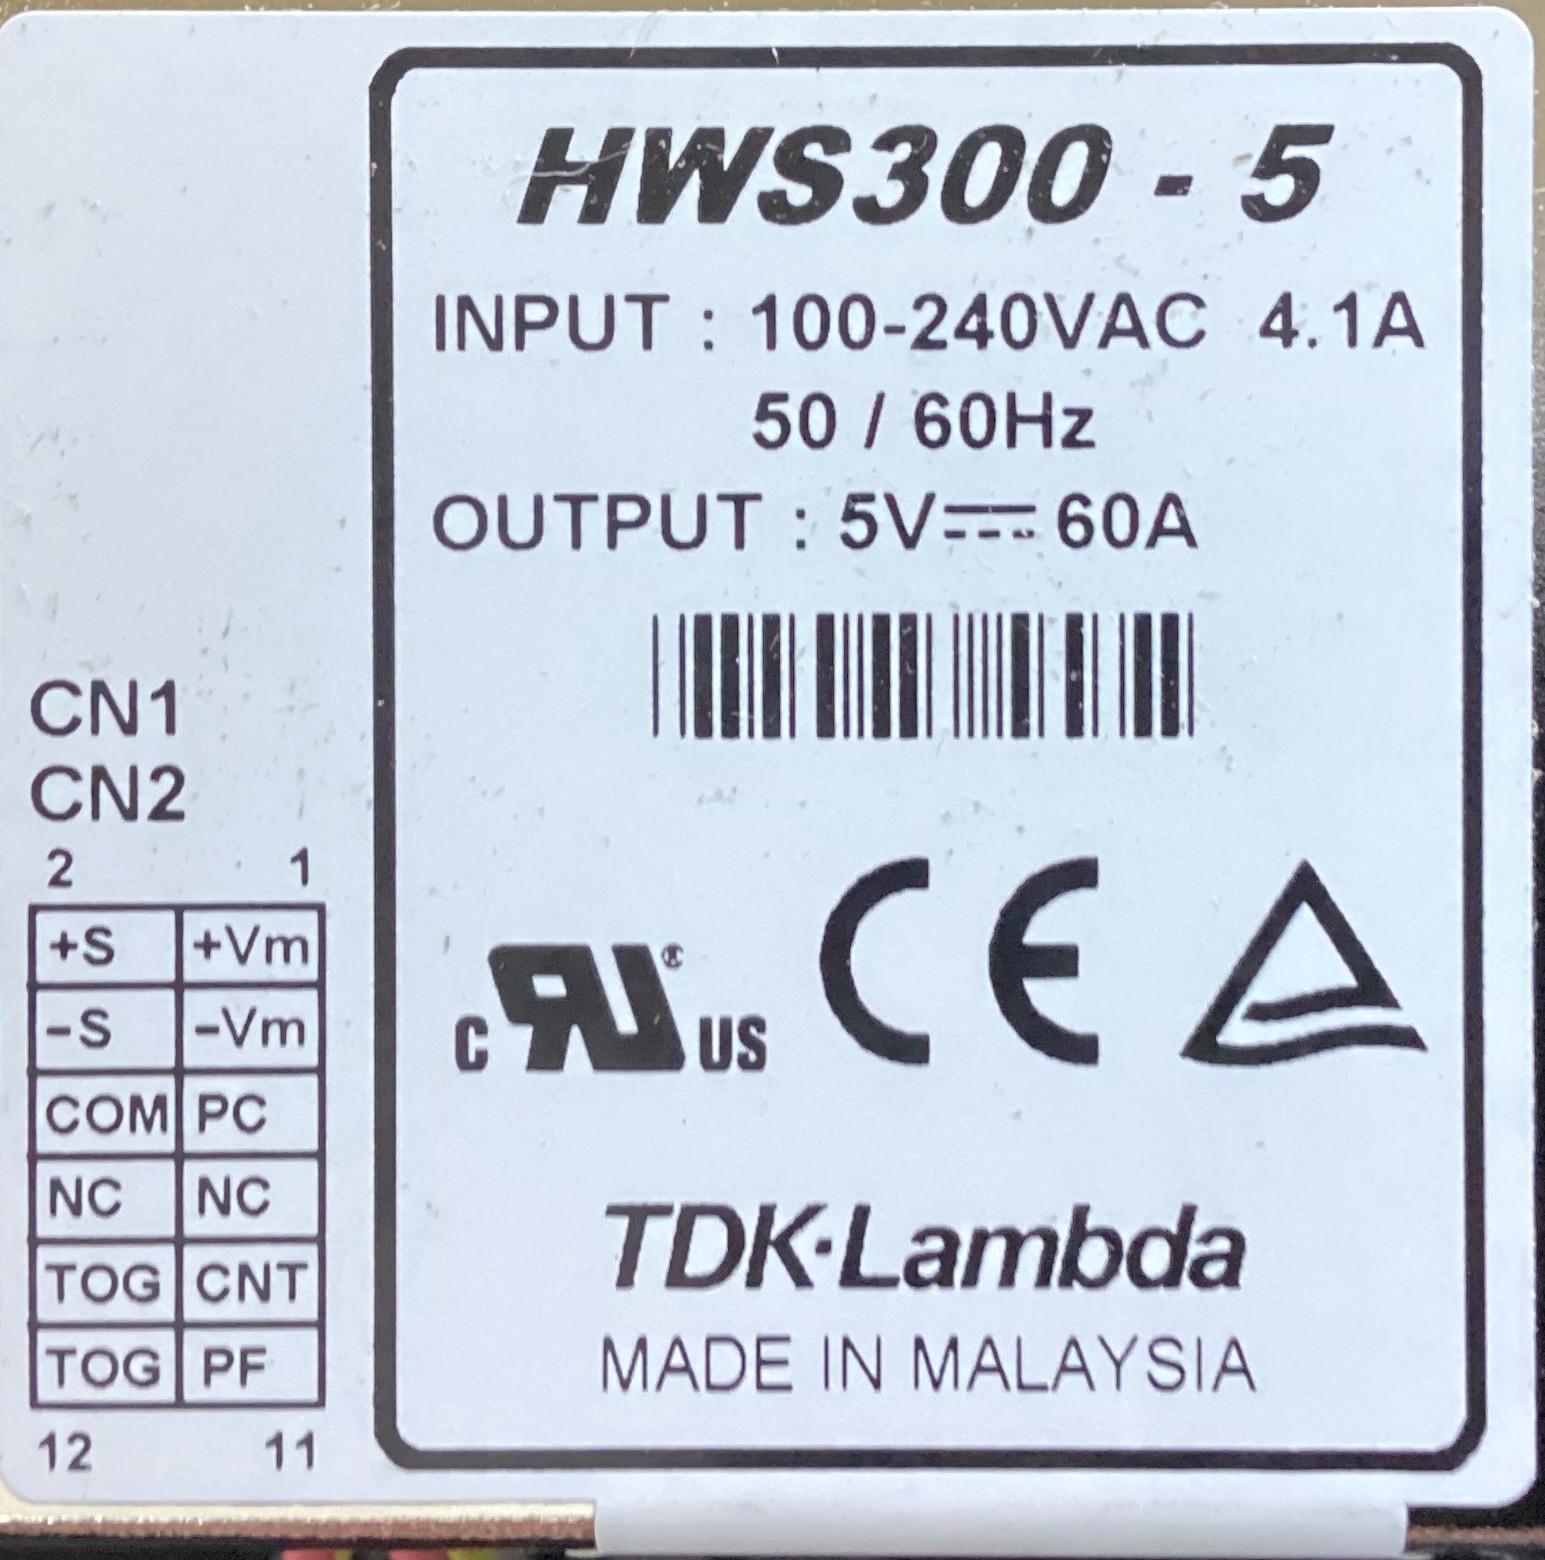 HWS300 - 5
INPUT : 100-240VAC 4.1A
50 / 60Hz
OUTPUT : 5V⎓60A
CN1
CN2
2 1
+S +Vm
-S -Vm
COM PC
NC NC
TOG CNT
TOG PF
12 11
C RU® US CE
TDK·Lambda
MADE IN MALAYSIA